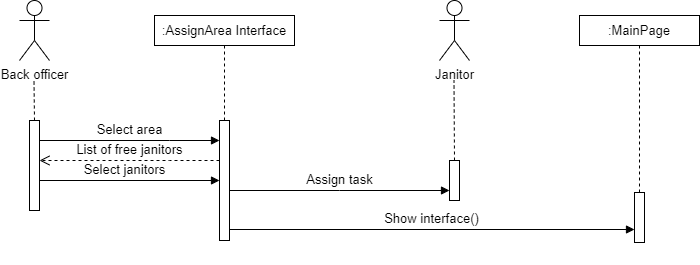 :AssignArea Interface
:MainPage
Back officer
Janitor
Select area
List of free janitors
Select janitors
Assign task
Show interface()